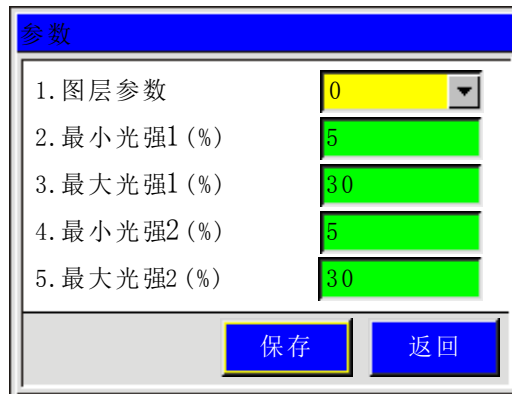 参数
1.图层参数 0
2.最小光强1(%) 5
3.最大光强1(%) 30
4.最小光强2(%) 5
5.最大光强2(%) 30
保存 返回